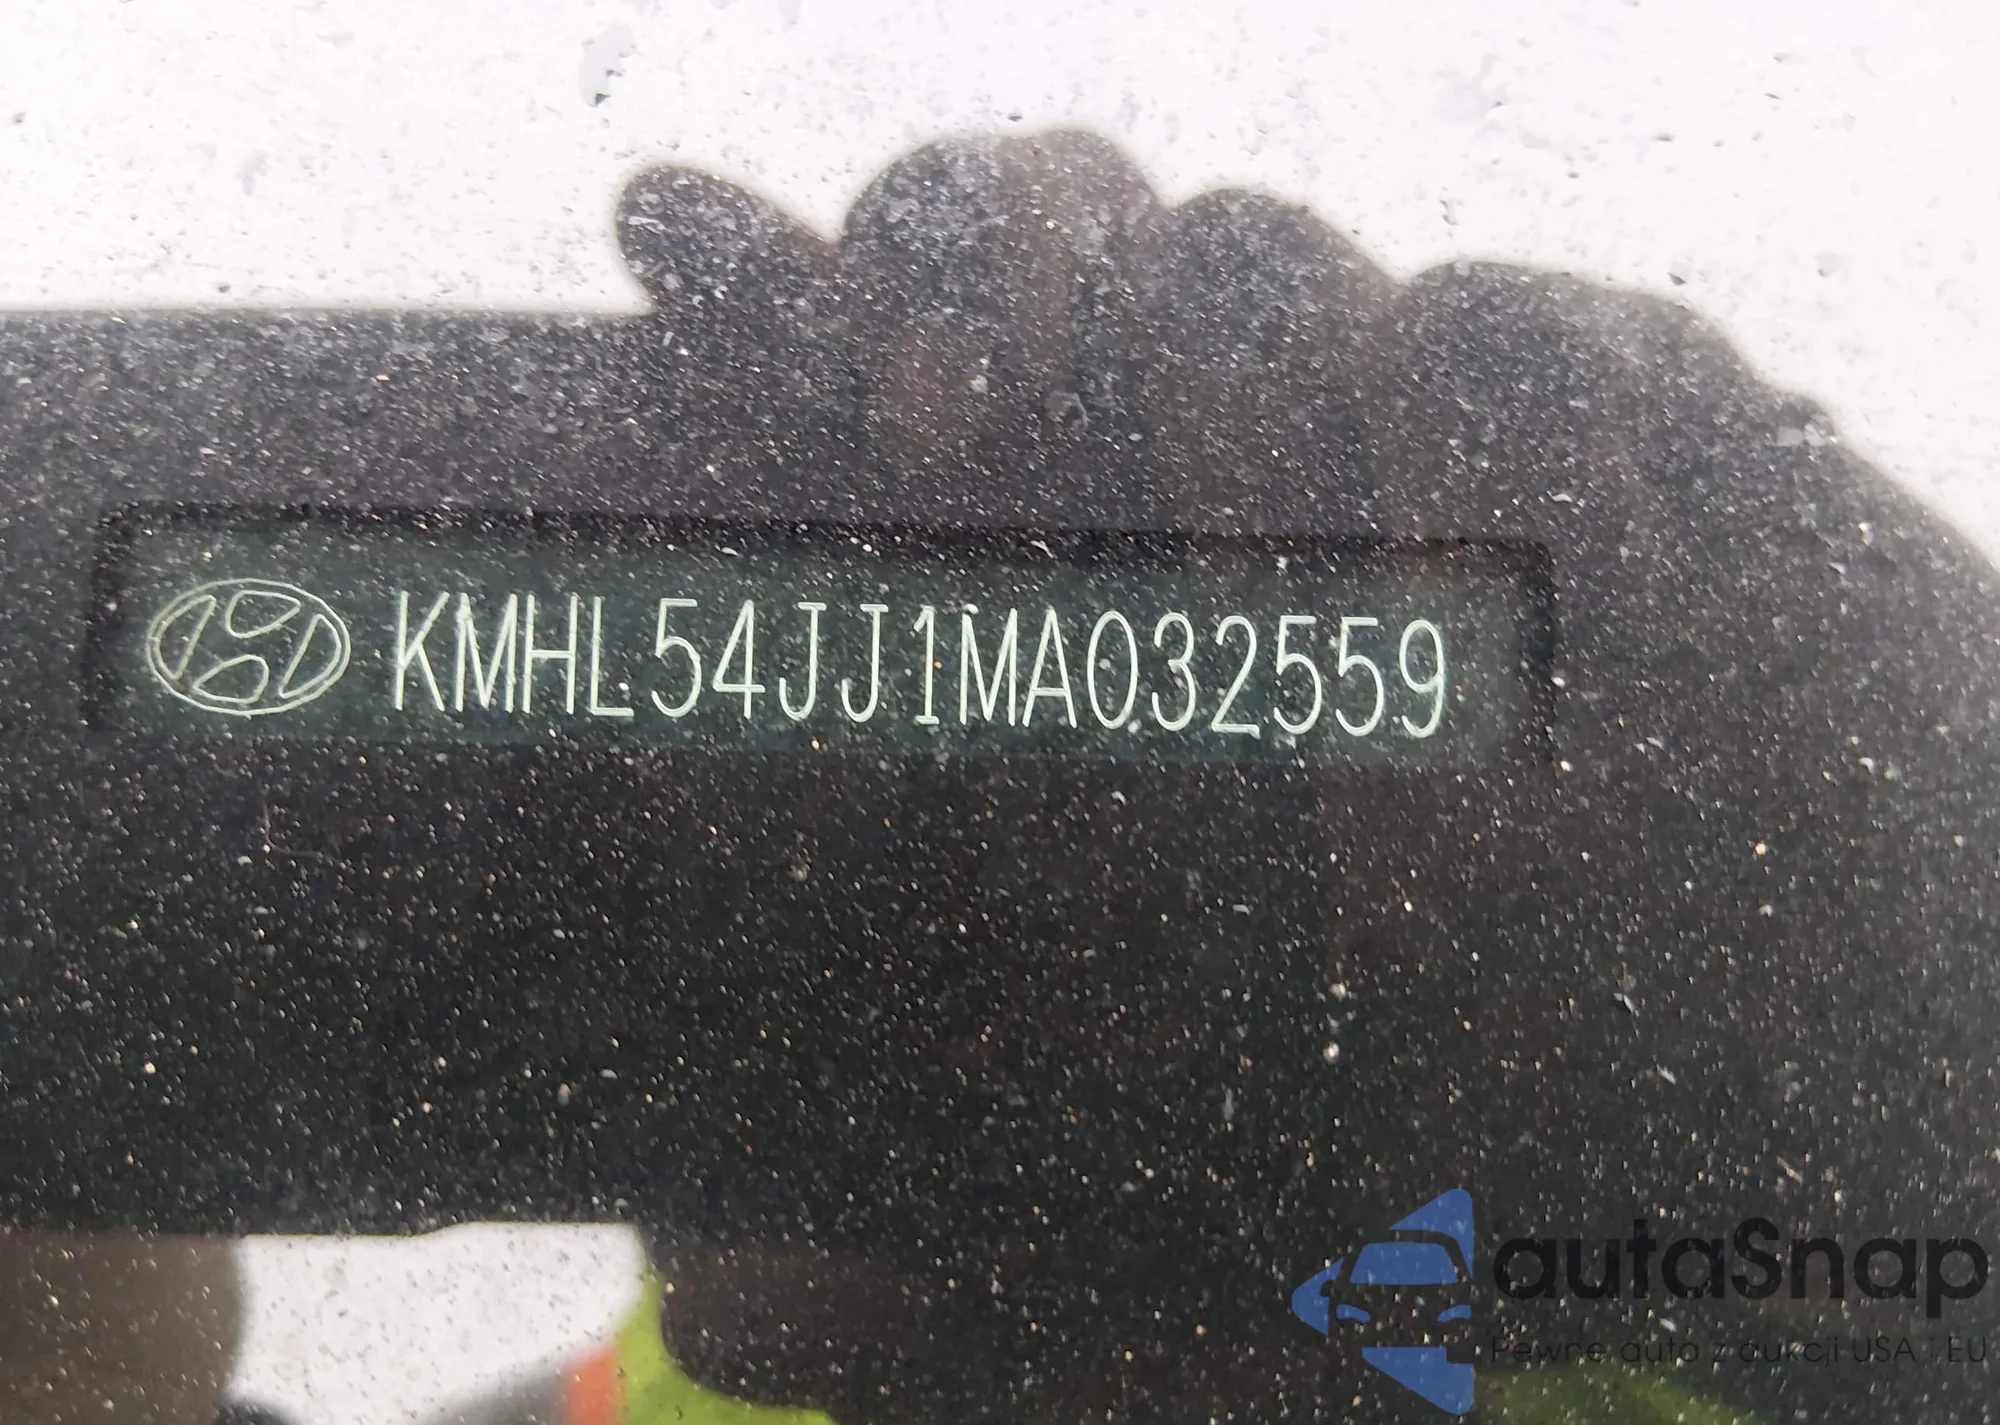 KMHL54JJ1MA032559
autaSnap
Pewne auta z aukcji USA i EU